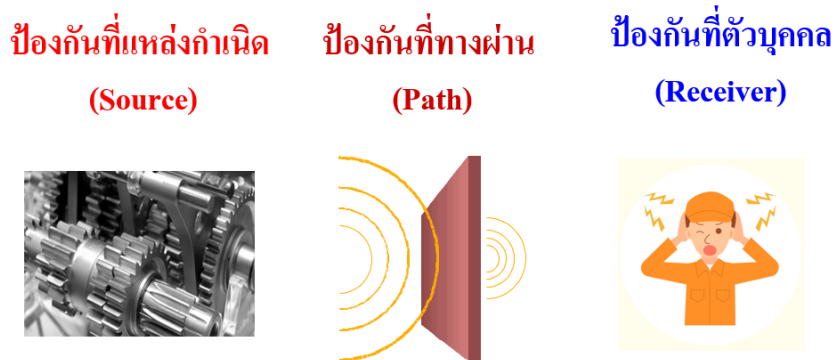 ป้องกันที่แหล่งกำเนิด
(Source)
ป้องกันที่ทางผ่าน
(Path)
ป้องกันที่ตัวบุคคล
(Receiver)